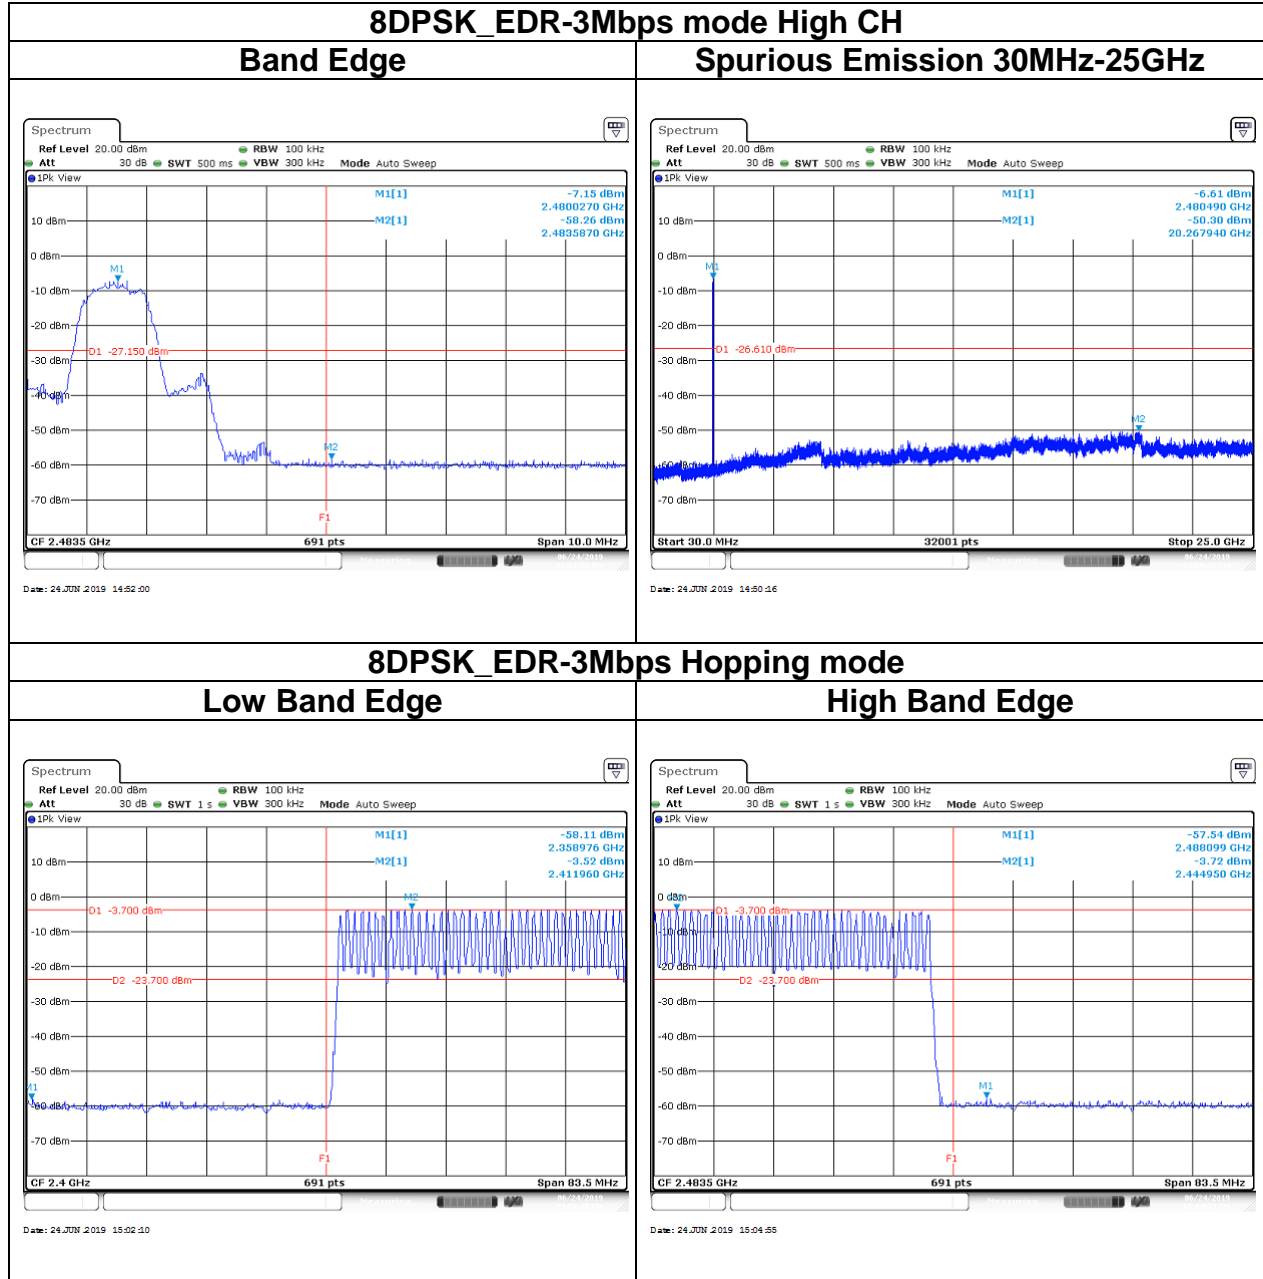 8DPSK_EDR-3Mbps mode High CH
Band Edge
Spurious Emission 30MHz-25GHz
Spectrum
Ref Level 20.00 dBm RBW 100 kHz
Att 30 dB SWT 500 ms VBW 300 kHz Mode Auto Sweep
1Pk View
M1[1] -7.15 dBm
2.4800270 GHz
M2[1] -58.26 dBm
2.4835870 GHz
10 dBm
0 dBm
M1
-10 dBm
-20 dBm
D1 -27.150 dBm
-30 dBm
-40 dBm
-50 dBm
M2
-60 dBm
-70 dBm
F1
CF 2.4835 GHz 691 pts Span 10.0 MHz
Date: 24.JUN.2019 14:52:00
Spectrum
Ref Level 20.00 dBm RBW 100 kHz
Att 30 dB SWT 500 ms VBW 300 kHz Mode Auto Sweep
1Pk View
M1[1] -6.61 dBm
2.480490 GHz
M2[1] -50.30 dBm
20.267940 GHz
10 dBm
0 dBm
M1
-10 dBm
-20 dBm
D1 -26.610 dBm
-30 dBm
-40 dBm
-50 dBm
M2
-60 dBm
-70 dBm
Start 30.0 MHz 32001 pts Stop 25.0 GHz
Date: 24.JUN.2019 14:50:16
8DPSK_EDR-3Mbps Hopping mode
Low Band Edge
High Band Edge
Spectrum
Ref Level 20.00 dBm RBW 100 kHz
Att 30 dB SWT 1 s VBW 300 kHz Mode Auto Sweep
1Pk View
M1[1] -58.11 dBm
2.358976 GHz
M2[1] -3.52 dBm
2.411960 GHz
10 dBm
0 dBm
M2
D1 -3.700 dBm
-10 dBm
-20 dBm
D2 -23.700 dBm
-30 dBm
-40 dBm
-50 dBm
M1
-60 dBm
-70 dBm
F1
CF 2.4 GHz 691 pts Span 83.5 MHz
Date: 24.JUN.2019 15:02:10
Spectrum
Ref Level 20.00 dBm RBW 100 kHz
Att 30 dB SWT 1 s VBW 300 kHz Mode Auto Sweep
1Pk View
M1[1] -57.54 dBm
2.488099 GHz
M2[1] -3.72 dBm
2.444950 GHz
10 dBm
0 dBm
D1 -3.700 dBm
-10 dBm
-20 dBm
D2 -23.700 dBm
-30 dBm
-40 dBm
-50 dBm
M1
-60 dBm
-70 dBm
F1
CF 2.4835 GHz 691 pts Span 83.5 MHz
Date: 24.JUN.2019 15:04:55